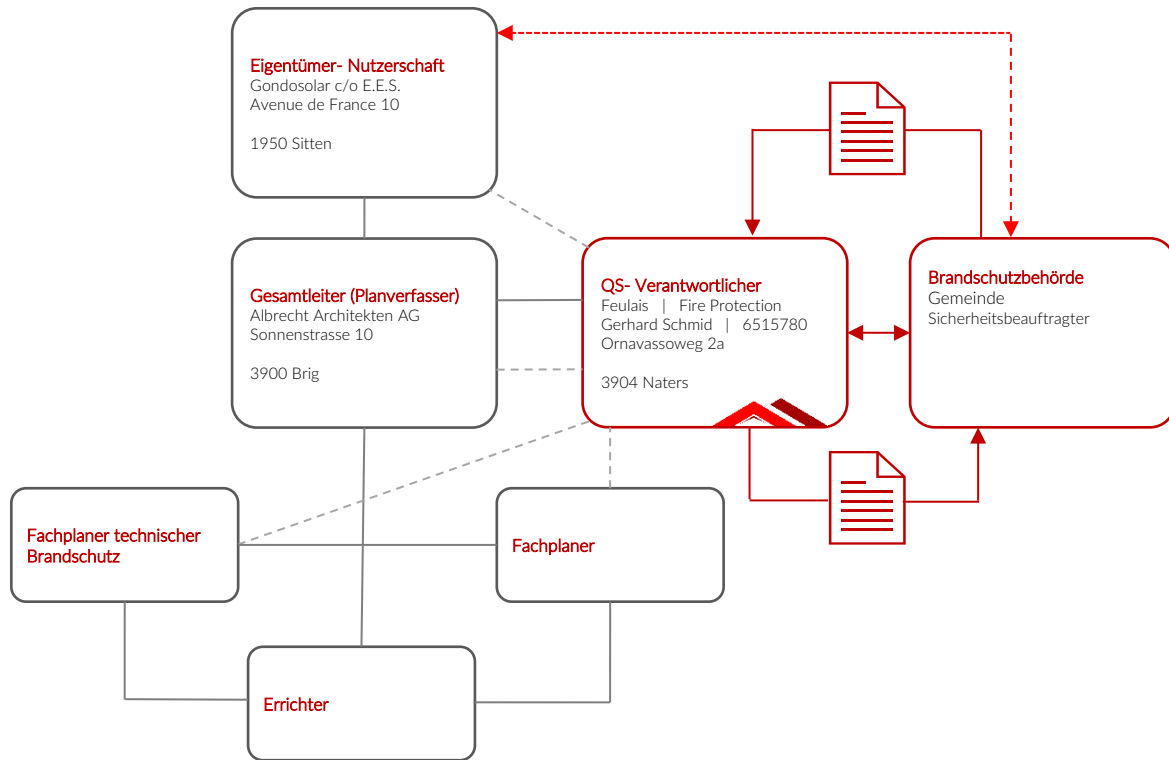 Eigentümer- Nutzerschaft
Gondosolar c/o E.E.S.
Avenue de France 10
1950 Sitten
Gesamtleiter (Planverfasser)
Albrecht Architekten AG
Sonnenstrasse 10
3900 Brig
QS- Verantwortlicher
Feulais | Fire Protection
Gerhard Schmid | 6515780
Ornavassoweg 2a
3904 Naters
Brandschutzbehörde
Gemeinde
Sicherheitsbeauftragter
Fachplaner technischer
Brandschutz
Fachplaner
Errichter